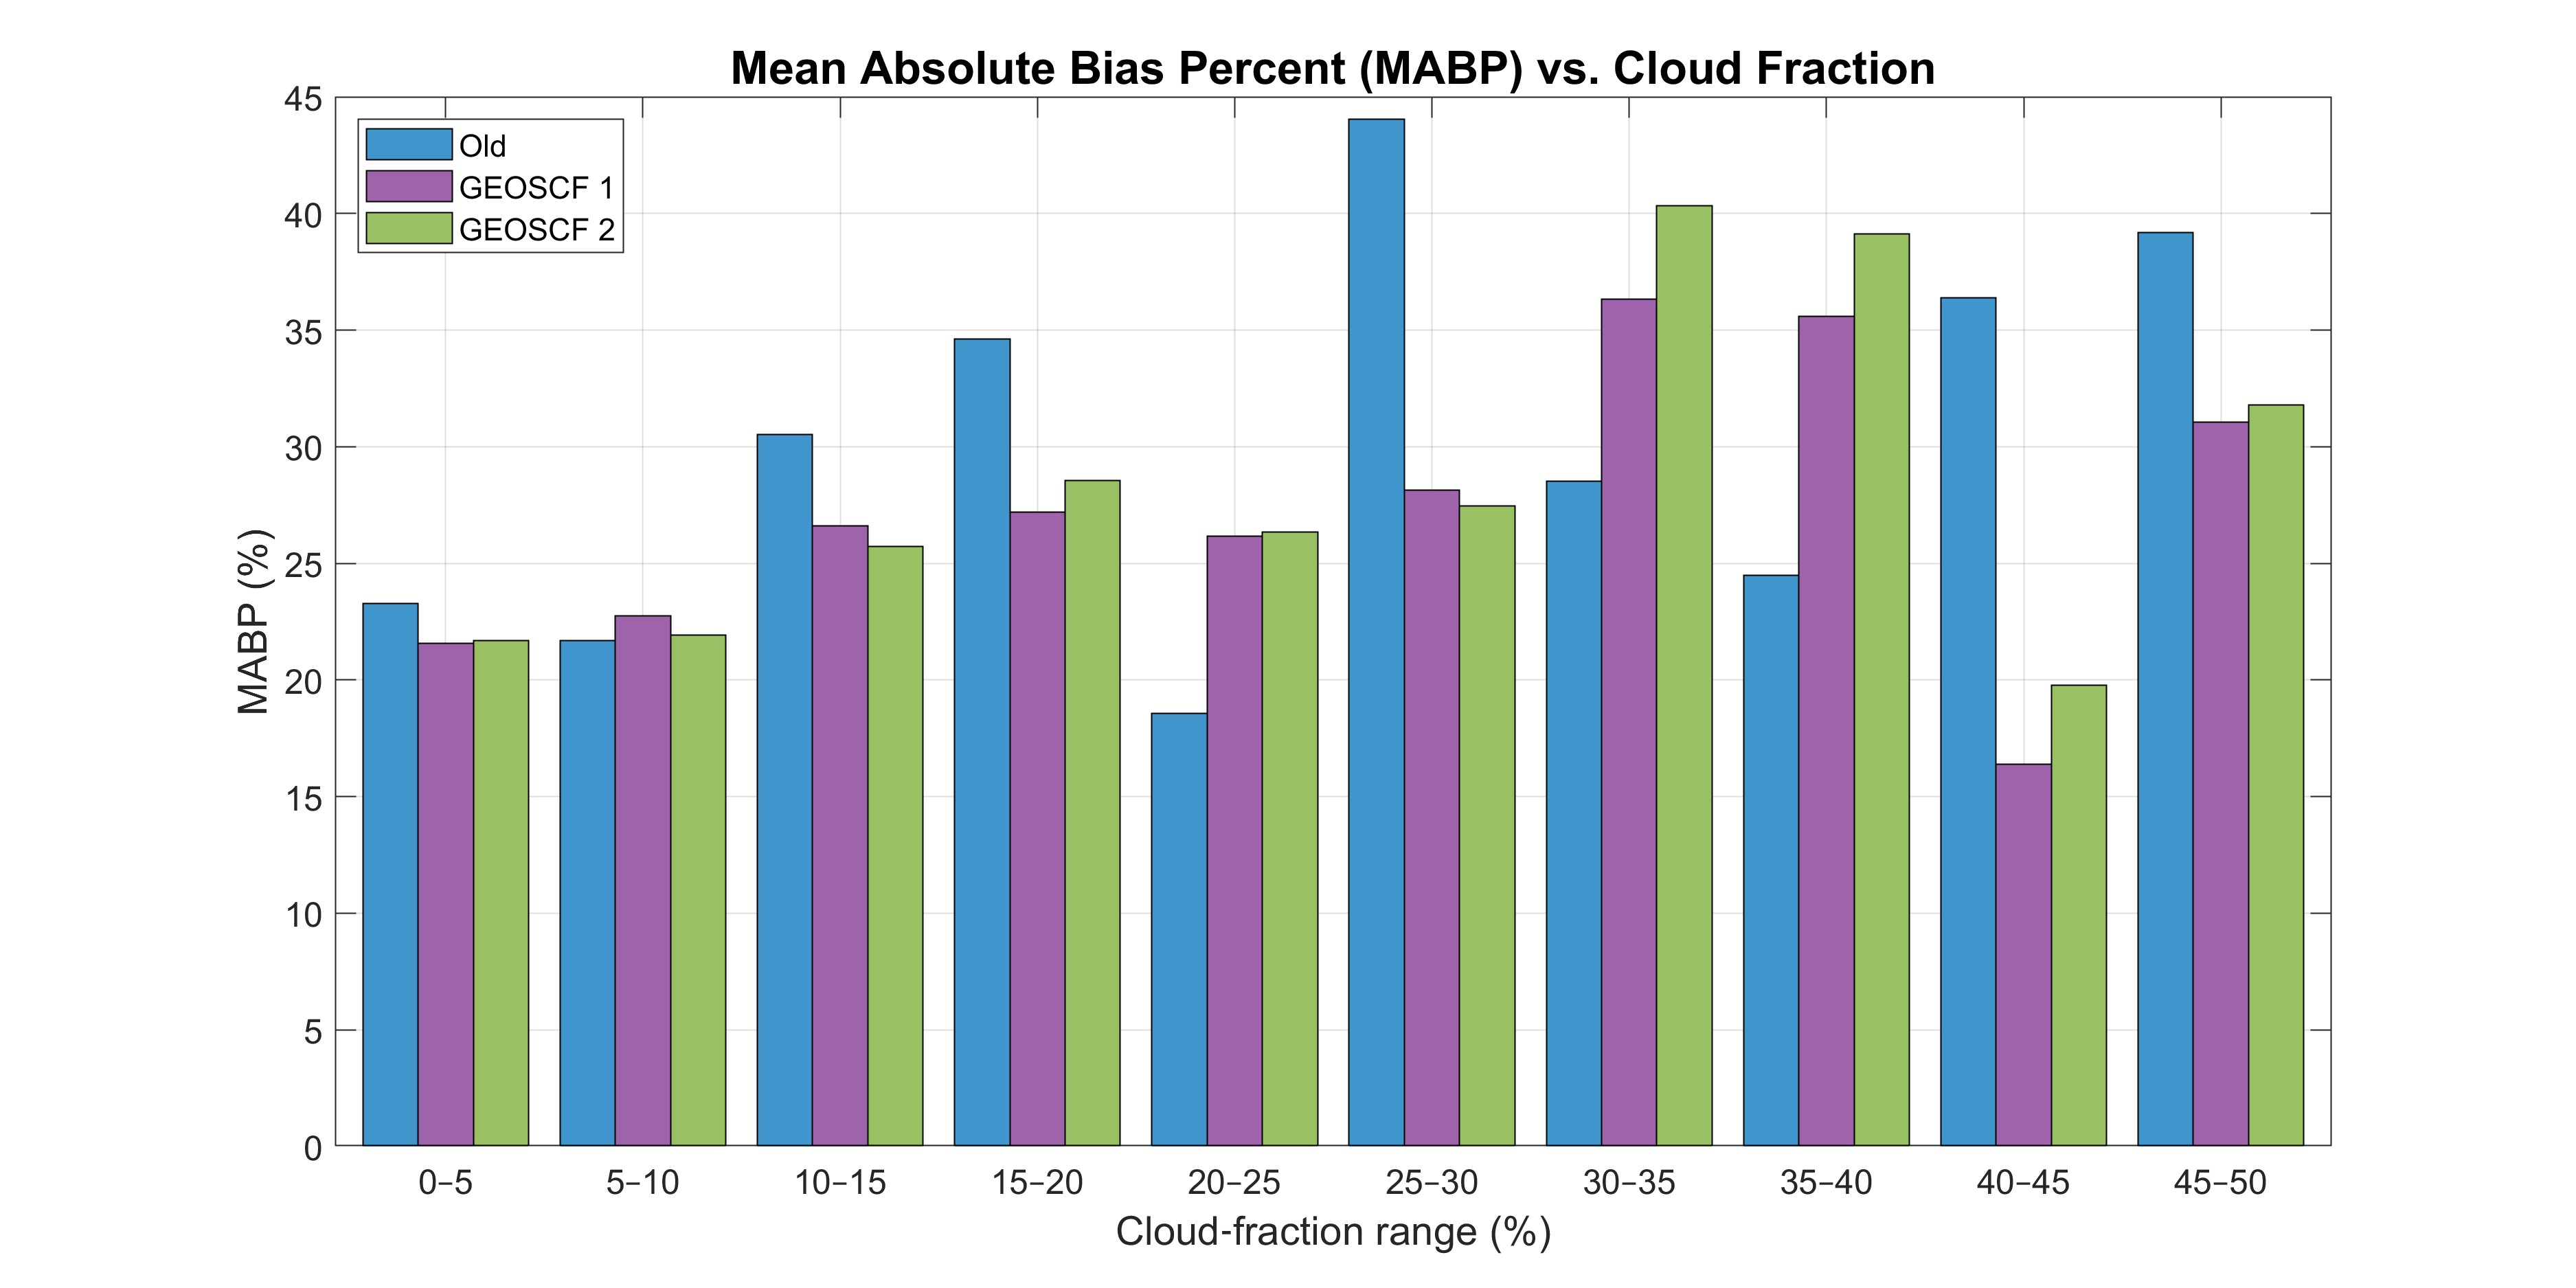 Mean Absolute Bias Percent (MABP) vs. Cloud Fraction
45
40
35
30
25
20
15
10
5
0
MABP (%)
Old
GEOSCF 1
GEOSCF 2
0–5 5–10 10–15 15–20 20–25 25–30 30–35 35–40 40–45 45–50
Cloud-fraction range (%)